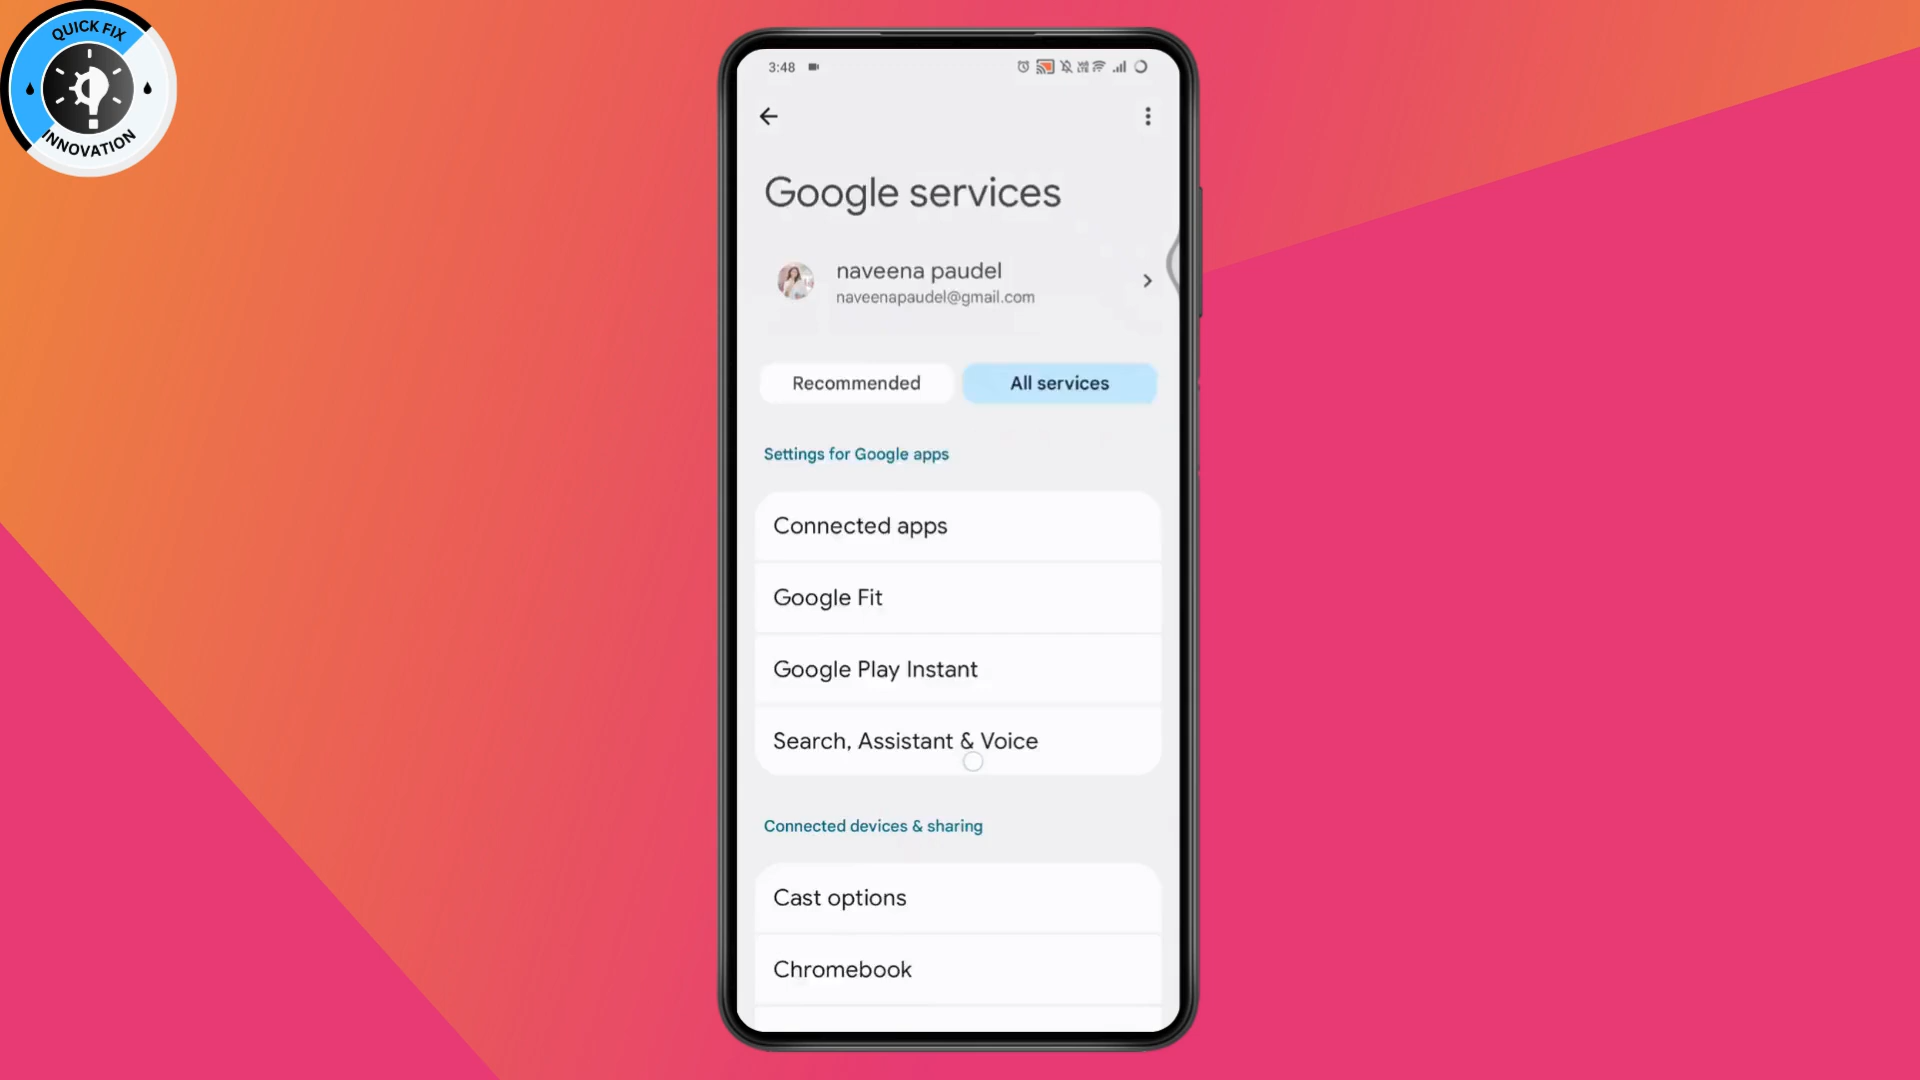 QUICK FIX
INNOVATION
3:48
Google services
naveena paudel
naveenapaudel@gmail.com
Recommended
All services
Settings for Google apps
Connected apps
Google Fit
Google Play Instant
Search, Assistant & Voice
Connected devices & sharing
Cast options
Chromebook